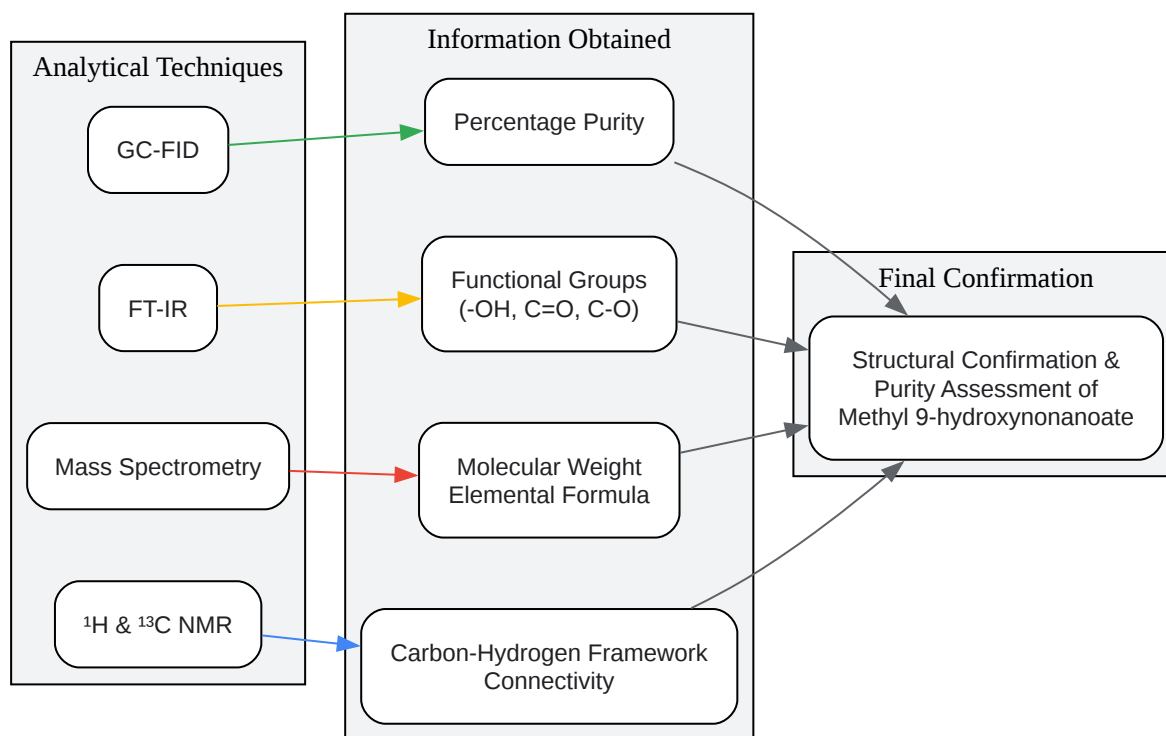 Analytical Techniques
GC-FID
FT-IR
Mass Spectrometry
¹H & ¹³C NMR
Information Obtained
Percentage Purity
Functional Groups
(-OH, C=O, C-O)
Molecular Weight
Elemental Formula
Carbon-Hydrogen Framework
Connectivity
Final Confirmation
Structural Confirmation &
Purity Assessment of
Methyl 9-hydroxynonanoate